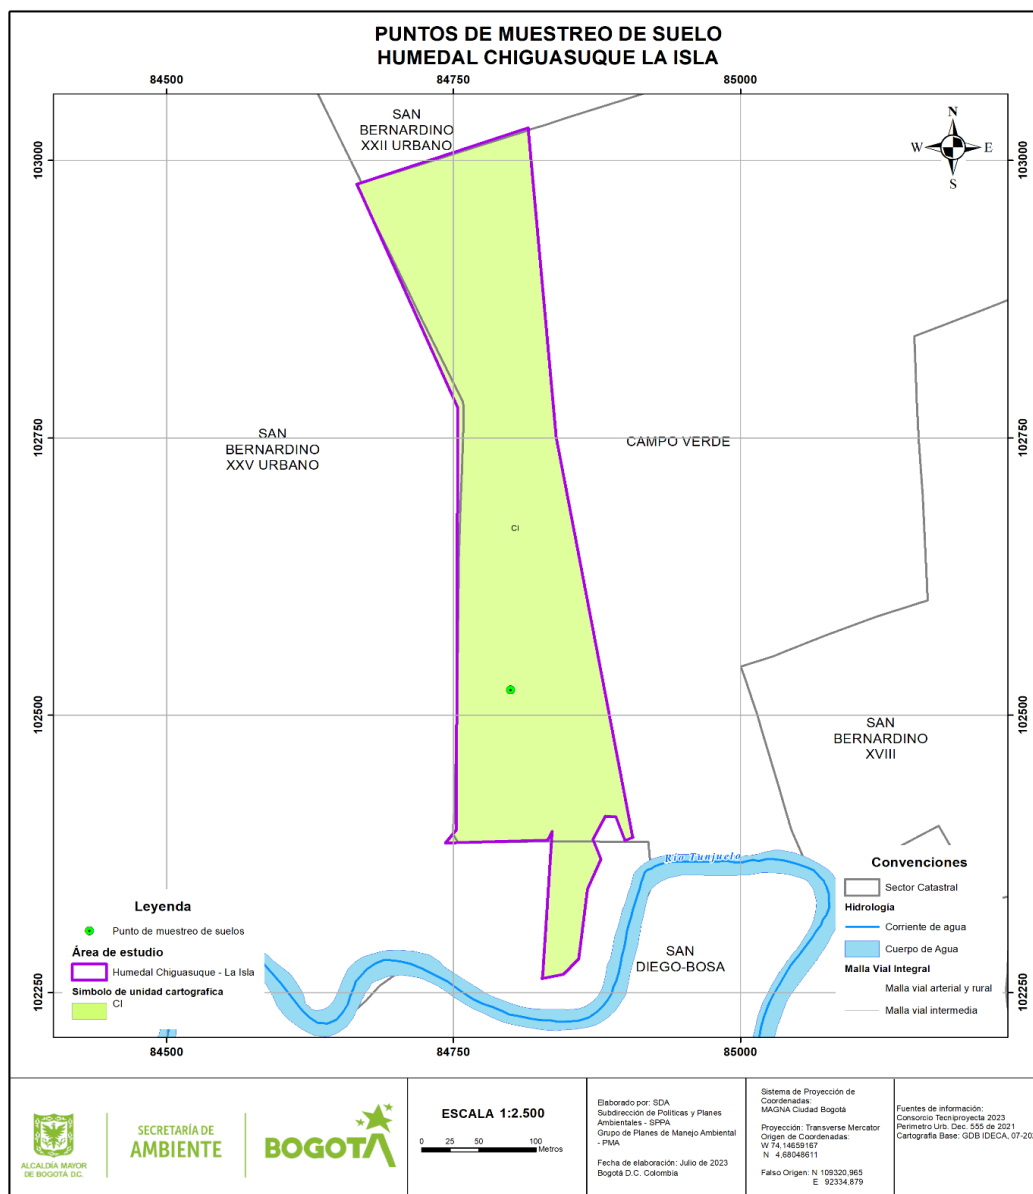 PUNTOS DE MUESTREO DE SUELO
HUMEDAL CHIGUASUQUE LA ISLA
84500
84750
85000
SAN
BERNARDINO
XXII URBANO
N
W
E
S
103000
103000
SAN
BERNARDINO
XXV URBANO
CAMPO VERDE
102750
102750
CI
102500
102500
SAN
BERNARDINO
XVIII
Río Tunjuelo
SAN
DIEGO-BOSA
102250
102250
Leyenda
Punto de muestreo de suelos
Área de estudio
Humedal Chiguasuque - La Isla
Simbolo de unidad cartografica
CI
Convenciones
Sector Catastral
Hidrología
Corriente de agua
Cuerpo de Agua
Malla Vial Integral
Malla vial arterial y rural
Malla vial intermedia
84500
84750
85000
ALCALDÍA MAYOR
DE BOGOTÁ D.C.
SECRETARÍA DE
AMBIENTE
BOGOTÁ
ESCALA 1:2.500
0 25 50 100
Metros
Elaborado por: SDA
Subdirección de Políticas y Planes
Ambientales - SPPA
Grupo de Planes de Manejo Ambiental
- PMA
Fecha de elaboración: Julio de 2023
Bogotá D.C. Colombia
Sistema de Proyección de
Coordenadas:
MAGNA Ciudad Bogotá
Proyección: Transverse Mercator
Origen de Coordenadas:
W 74,14659167
N 4,68048611
Falso Origen: N 109320,965
E 92334,879
Fuentes de información:
Consorcio Tecniproyecta 2023
Perimetro Urb. Dec. 555 de 2021
Cartografía Base: GDB IDECA, 07-202